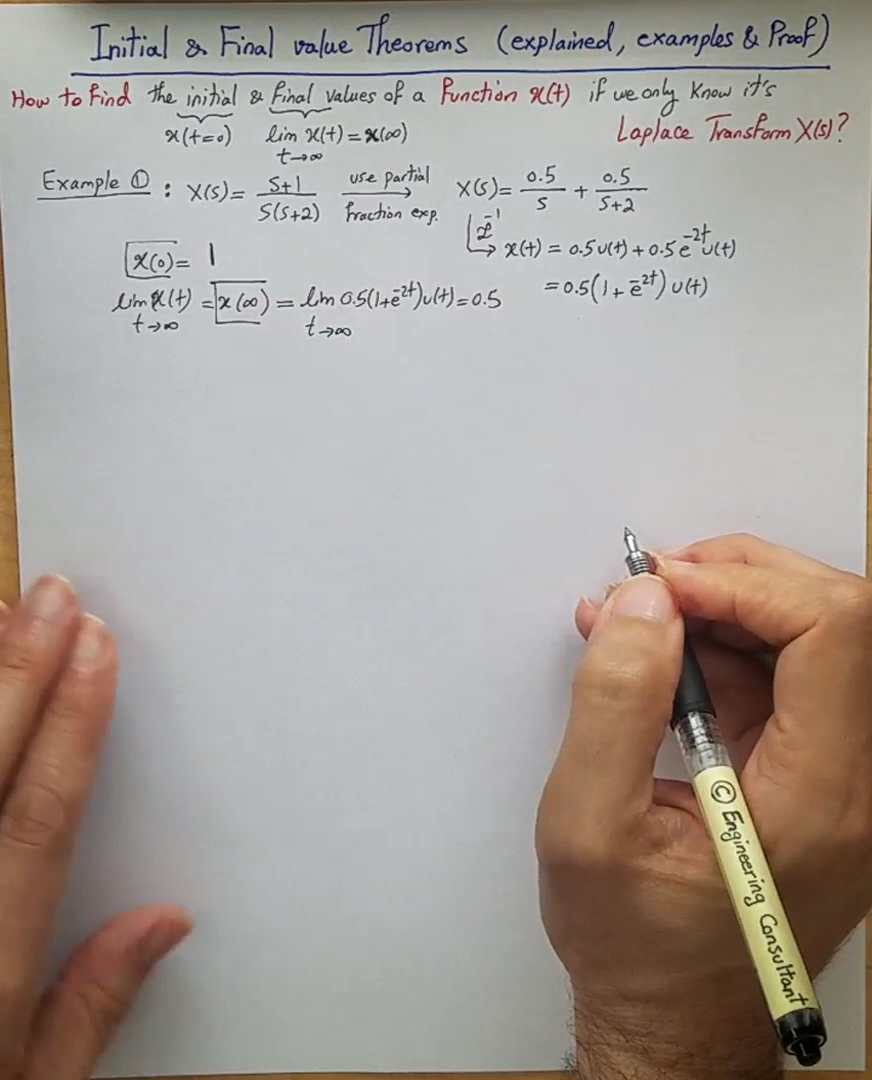 Initial & Final value Theorems (explained, examples & Proof)
How to find the initial & final values of a function x(t) if we only know it's
x(t=0) lim x(t) = x(∞) Laplace Transform X(s)?
t→∞
Example ① : X(s) = S+1 / S(S+2) use partial fraction exp. → X(s) = 0.5/S + 0.5/S+2
ℒ⁻¹ → x(t) = 0.5u(t) + 0.5e^-2t u(t)
x(0) = 1
= 0.5(1+e^-2t) u(t)
lim x(t) = x(∞) = lim 0.5(1+e^-2t)u(t) = 0.5
t→∞ t→∞
© Engineering Consultant